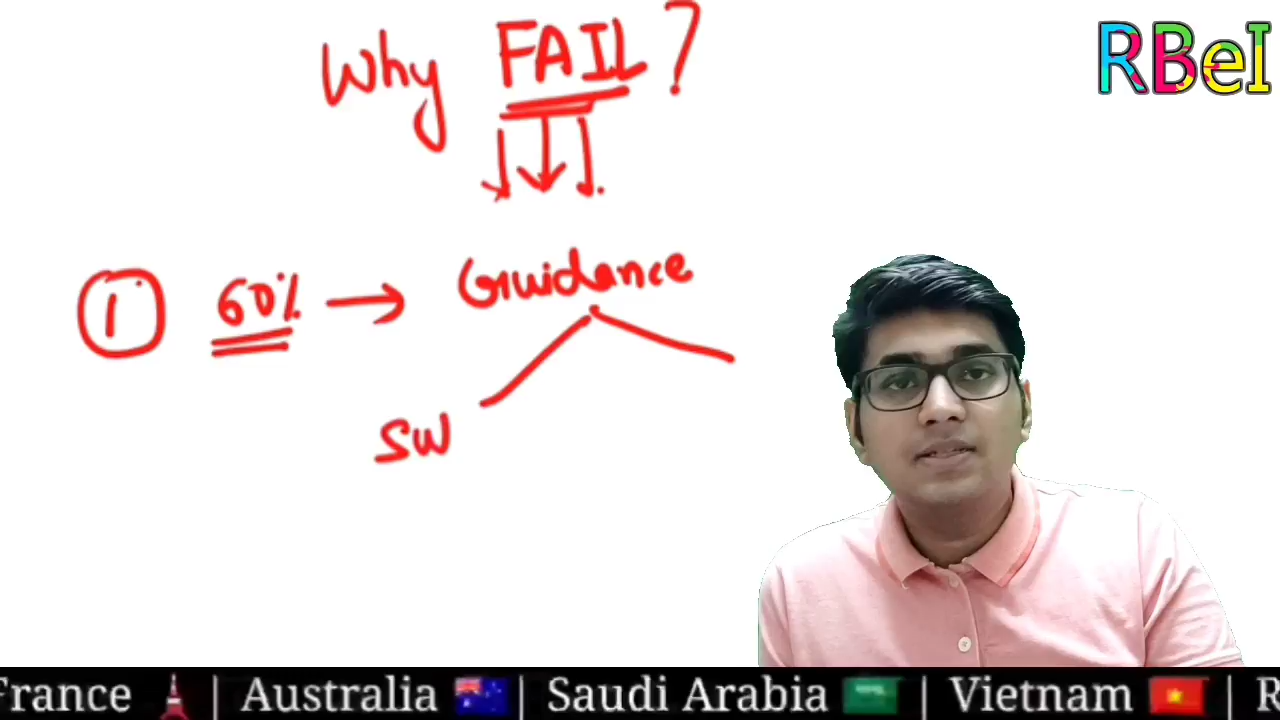 RBeI
Why FAIL?
1 60% → Guidance
SW
France | Australia | Saudi Arabia | Vietnam | R